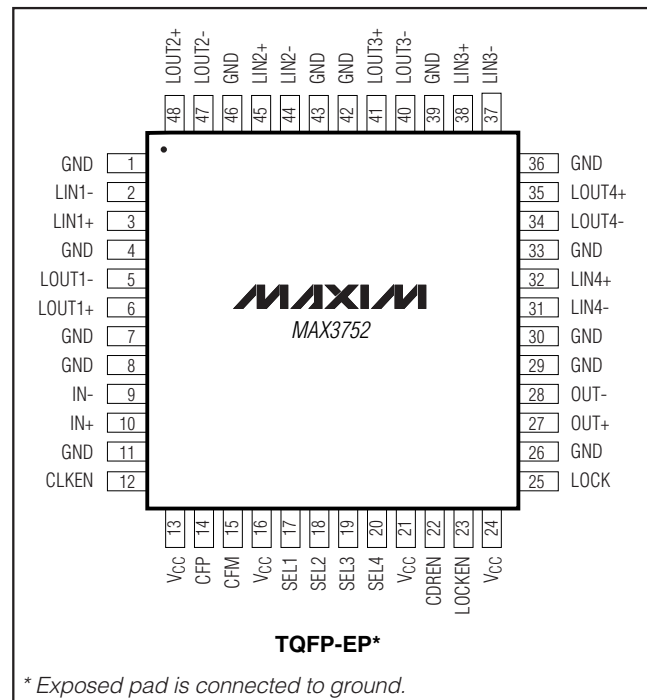 LOUT2+ LOUT2- GND LIN2+ LIN2- GND GND LOUT3+ LOUT3- GND LIN3+ LIN3-
48 47 46 45 44 43 42 41 40 39 38 37
GND 1 36 GND
LIN1- 2 35 LOUT4+
LIN1+ 3 34 LOUT4-
GND 4 33 GND
LOUT1- 5 32 LIN4+
LOUT1+ 6 31 LIN4-
MAXIM
MAX3752
GND 7 30 GND
GND 8 29 GND
IN- 9 28 OUT-
IN+ 10 27 OUT+
GND 11 26 GND
CLKEN 12 25 LOCK
13 14 15 16 17 18 19 20 21 22 23 24
VCC CFP CFM VCC SEL1 SEL2 SEL3 SEL4 VCC CDREN LOCKEN VCC
TQFP-EP*
* Exposed pad is connected to ground.